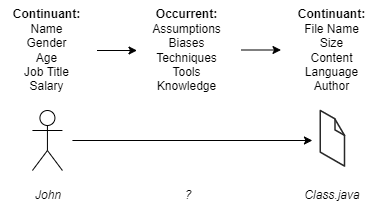 Continuant:
Name
Gender
Age
Job Title
Salary
Occurrent:
Assumptions
Biases
Techniques
Tools
Knowledge
Continuant:
File Name
Size
Content
Language
Author
John
?
Class.java